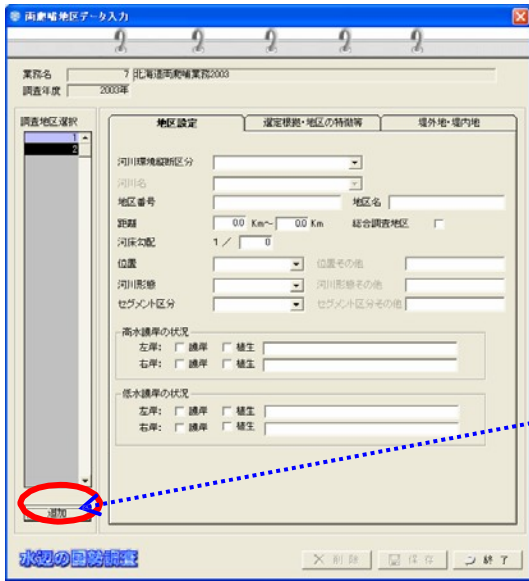 両爬哺地区データ入力
業務名 7 北海道両爬哺業務2003
調査年度 2003年
調査地区選択
1
2
地区設定 選定根拠・地区の特徴等 堤外地・堤内地
河川環境縦断区分
河川名
地区番号 地区名
距離 0.0 Km～ 0.0 Km 総合調査地区
河床勾配 1／ 0
位置 位置その他
河川形態 河川形態その他
セグメント区分 セグメント区分その他
高水護岸の状況
左岸: 護岸 植生
右岸: 護岸 植生
低水護岸の状況
左岸: 護岸 植生
右岸: 護岸 植生
追加
水辺の国勢調査 削除 保存 終了